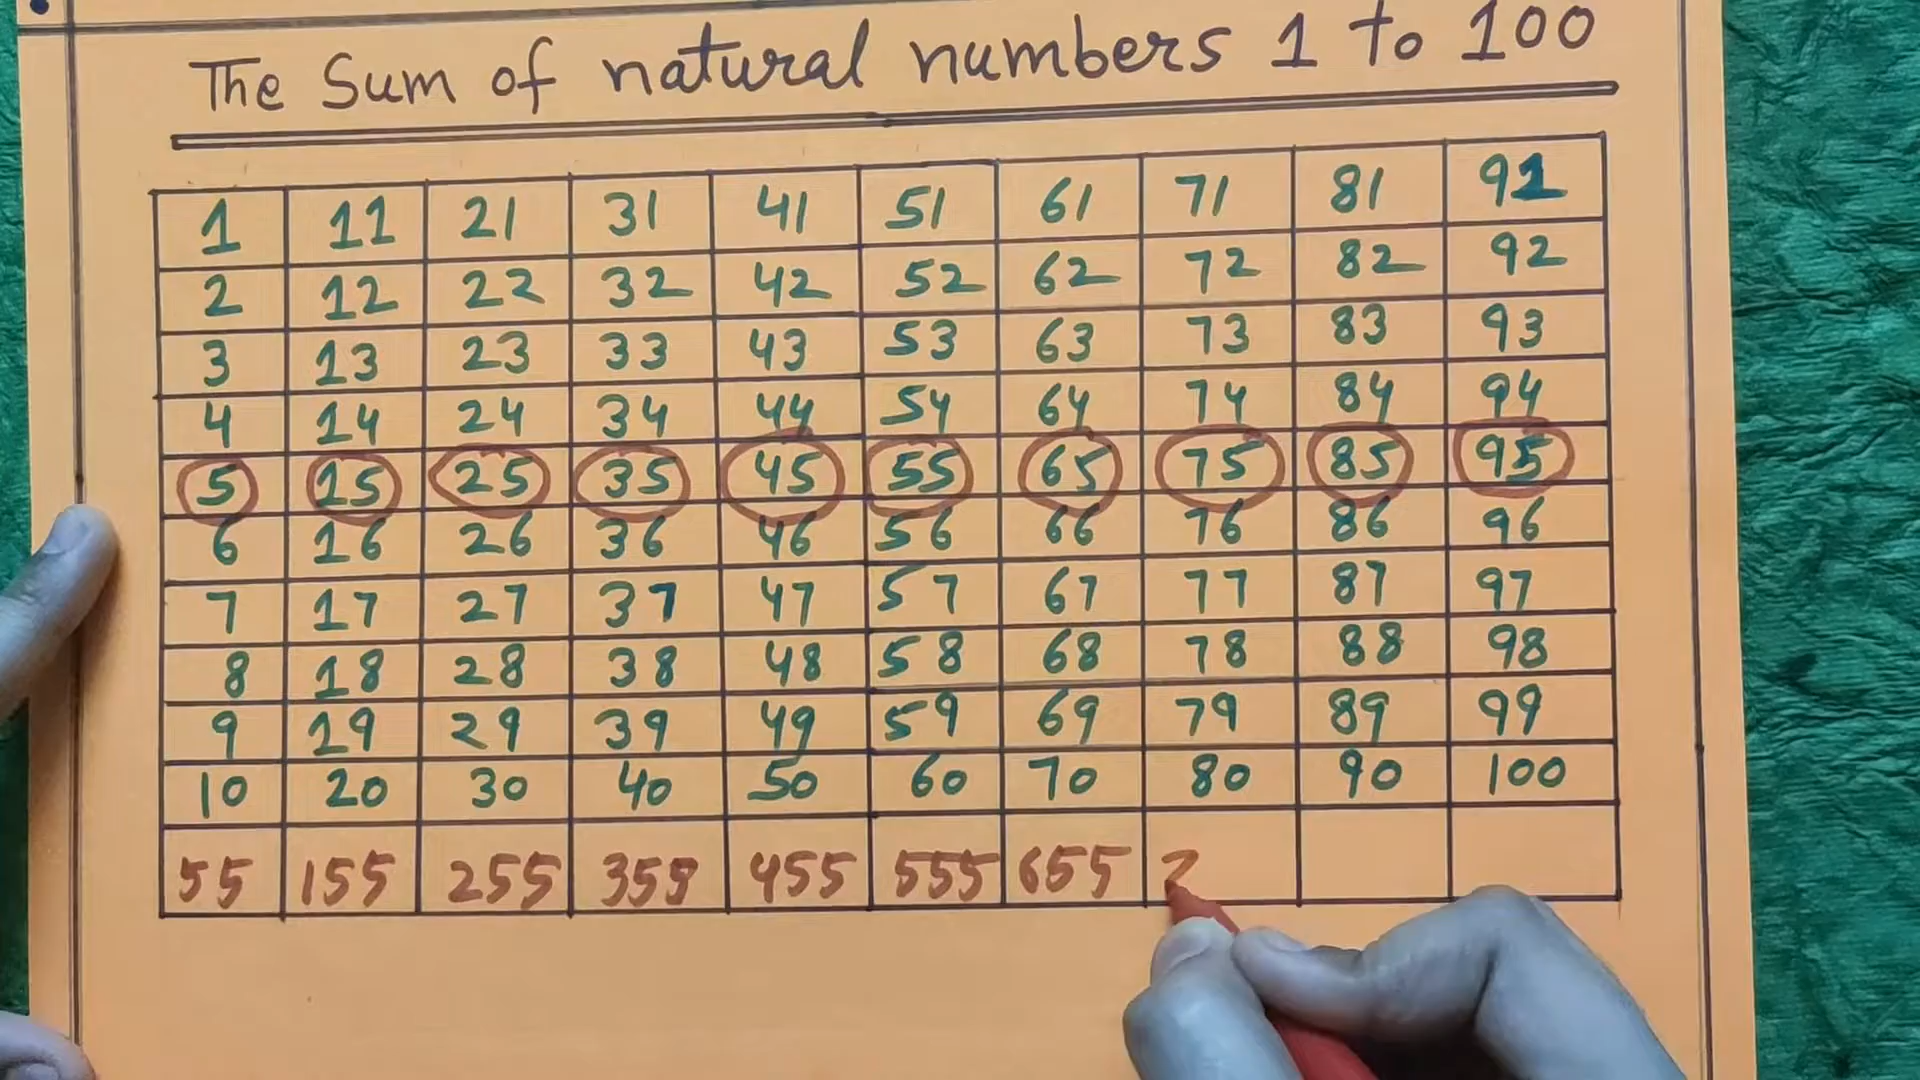 The Sum of natural numbers 1 to 100
1 11 21 31 41 51 61 71 81 91
2 12 22 32 42 52 62 72 82 92
3 13 23 33 43 53 63 73 83 93
4 14 24 34 44 54 64 74 84 94
5 15 25 35 45 55 65 75 85 95
6 16 26 36 46 56 66 76 86 96
7 17 27 37 47 57 67 77 87 97
8 18 28 38 48 58 68 78 88 98
9 19 29 39 49 59 69 79 89 99
10 20 30 40 50 60 70 80 90 100
55 155 255 355 455 555 655 7